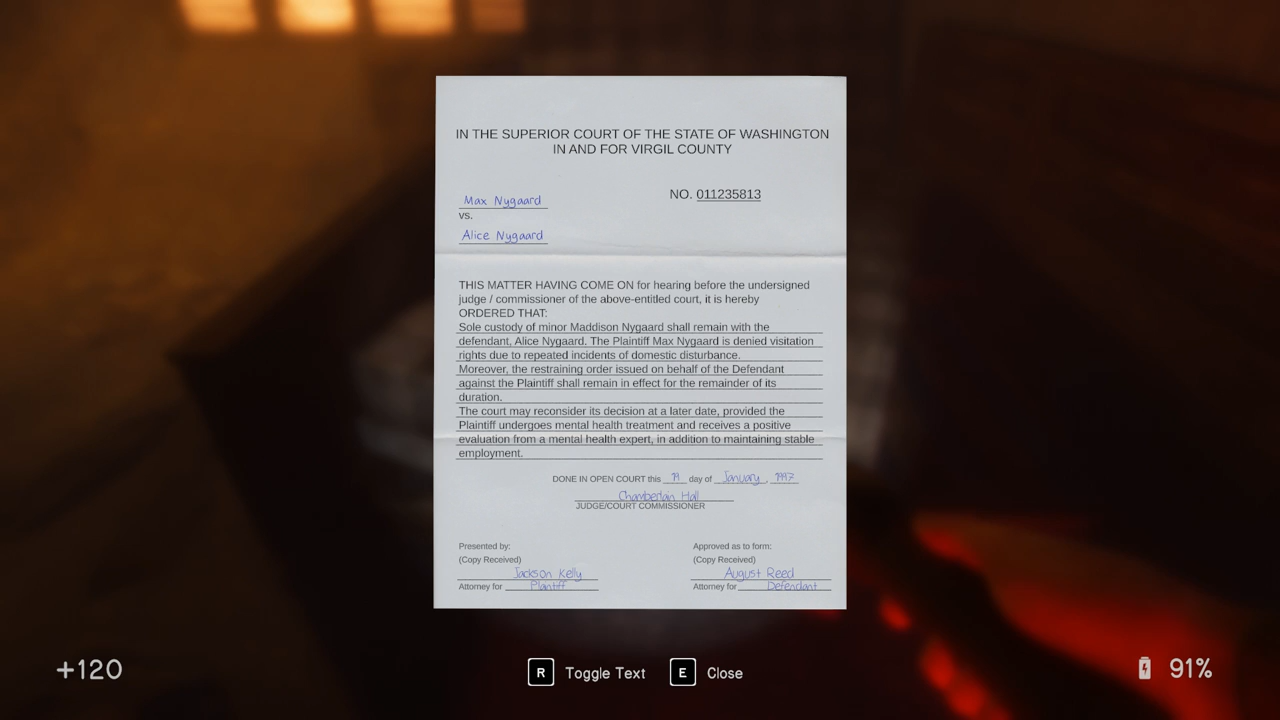 IN THE SUPERIOR COURT OF THE STATE OF WASHINGTON
IN AND FOR VIRGIL COUNTY
NO. 011235813
Max Nygaard
vs.
Alice Nygaard
THIS MATTER HAVING COME ON for hearing before the undersigned
judge / commissioner of the above-entitled court, it is hereby
ORDERED THAT:
Sole custody of minor Maddison Nygaard shall remain with the
defendant, Alice Nygaard. The Plaintiff Max Nygaard is denied visitation
rights due to repeated incidents of domestic disturbance.
Moreover, the restraining order issued on behalf of the Defendant
against the Plaintiff shall remain in effect for the remainder of its
duration.
The court may reconsider its decision at a later date, provided the
Plaintiff undergoes mental health treatment and receives a positive
evaluation from a mental health expert, in addition to maintaining stable
employment.
DONE IN OPEN COURT this 19 day of January, 1997
Chamberlan Hall
JUDGE/COURT COMMISSIONER
Presented by:
(Copy Received)
Jackson Kelly
Attorney for Plaintiff
Approved as to form:
(Copy Received)
August Reed
Attorney for Defendant
+120
R Toggle Text E Close
91%